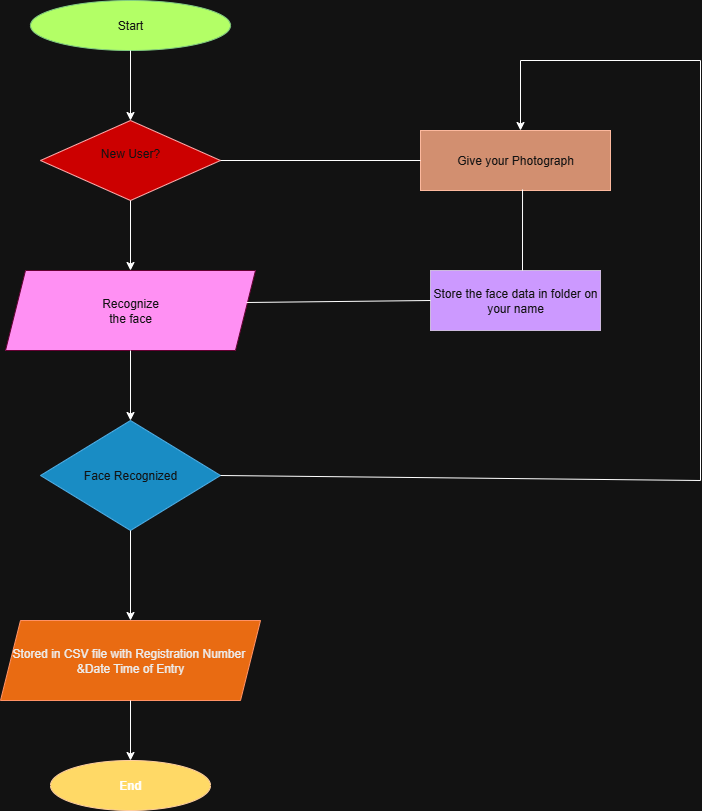 Start
New User?
Give your Photograph
Recognize
the face
Store the face data in folder on
your name
Face Recognized
Stored in CSV file with Registration Number
&Date Time of Entry
End